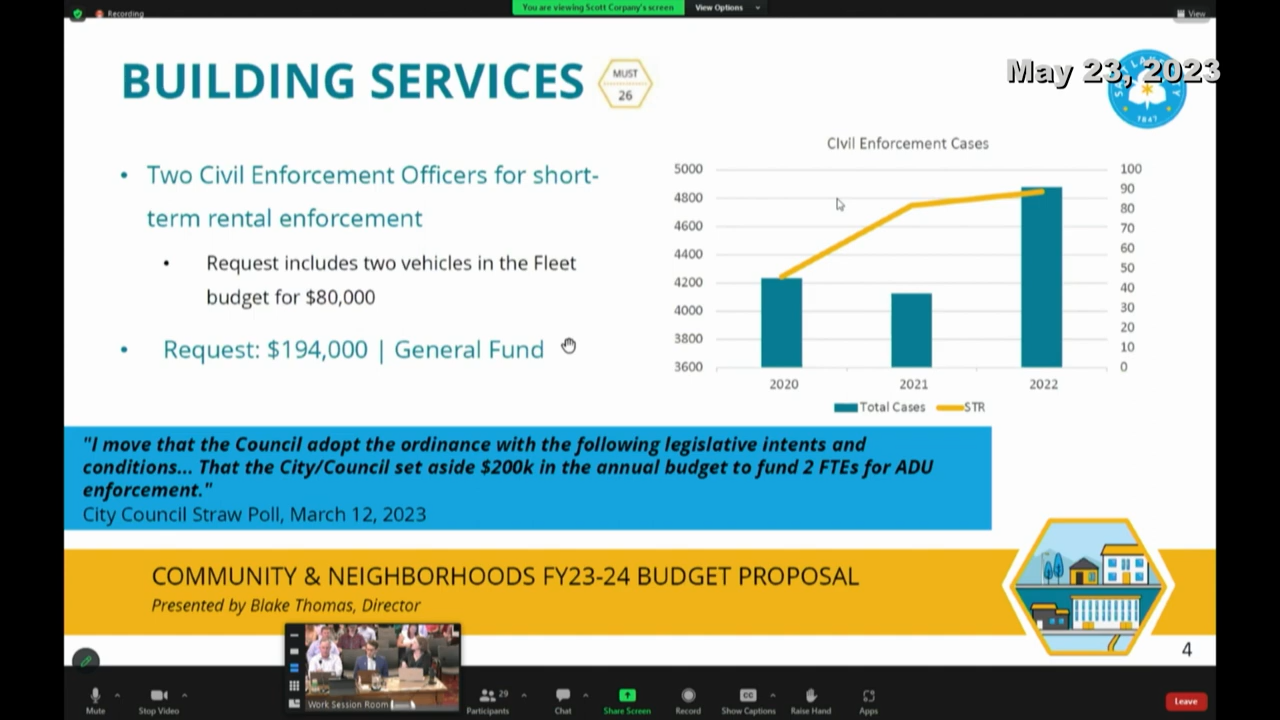 Recording
You are viewing Scott Corpany's screen
View Options
View
BUILDING SERVICES
MUST
26
May 23, 2023
SALT LAKE CITY
1847
• Two Civil Enforcement Officers for short-
term rental enforcement
• Request includes two vehicles in the Fleet
budget for $80,000
• Request: $194,000 | General Fund
CIvil Enforcement Cases
5000
4800
4600
4400
4200
4000
3800
3600
100
90
80
70
60
50
40
30
20
10
0
2020
2021
2022
Total Cases
STR
"I move that the Council adopt the ordinance with the following legislative intents and
conditions... That the City/Council set aside $200k in the annual budget to fund 2 FTEs for ADU
enforcement."
City Council Straw Poll, March 12, 2023
COMMUNITY & NEIGHBORHOODS FY23-24 BUDGET PROPOSAL
Presented by Blake Thomas, Director
4
Work Session Room
Mute
Stop Video
Participants
29
Chat
Share Screen
Record
Show Captions
Raise Hand
Apps
Leave